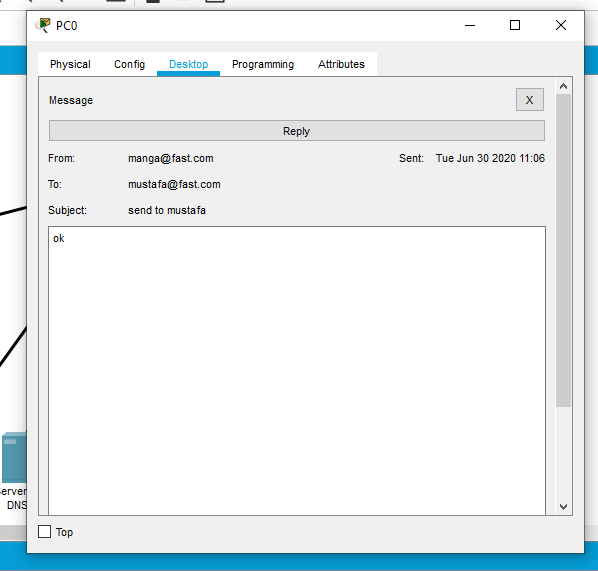 PC0
Physical Config Desktop Programming Attributes
Message
X
Reply
From: manga@fast.com Sent: Tue Jun 30 2020 11:06
To: mustafa@fast.com
Subject: send to mustafa
ok
DNS
Top